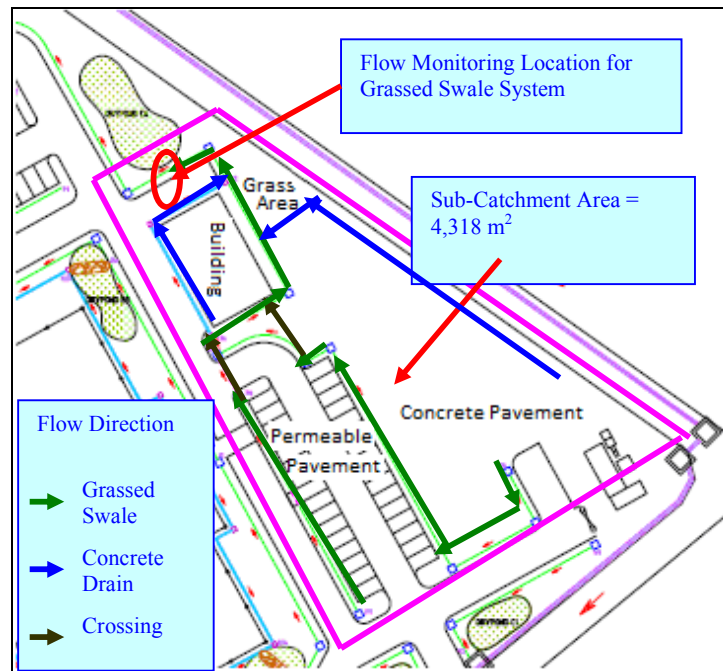 Flow Monitoring Location for
Grassed Swale System
Grass
Area
Sub-Catchment Area =
4,318 m²
Building
Concrete Pavement
Permeable
Pavement
Flow Direction
Grassed
Swale
Concrete
Drain
Crossing